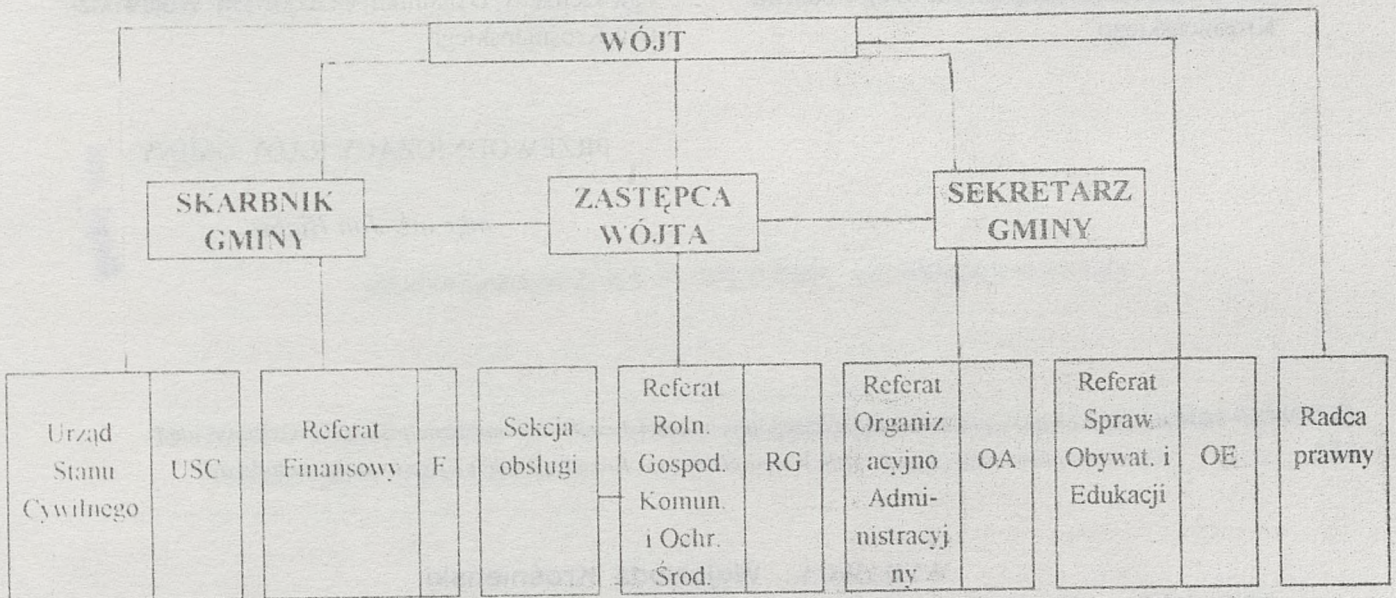 WÓJT
SKARBNIK
GMINY
ZASTĘPCA
WÓJTA
SEKRETARZ
GMINY
Urząd
Stanu
Cywilnego
USC
Referat
Finansowy
F
Sekcja
obsługi
Referat
Roln.
Gospod.
Komun.
i Ochr.
Środ.
RG
Referat
Organiz
acyjno
Admi-
nistracyj
ny
OA
Referat
Spraw
Obywat. i
Edukacji
OE
Radca
prawny